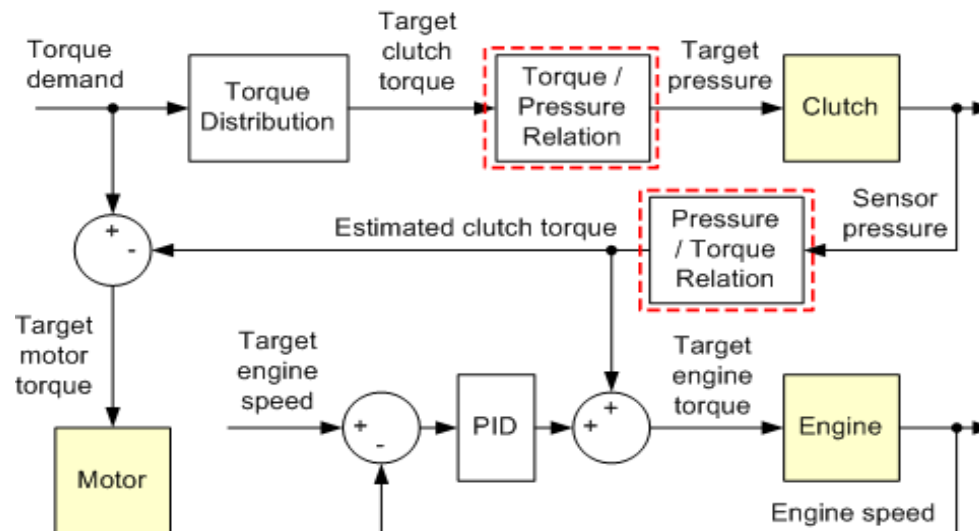 Torque
demand
Torque
Distribution
Target
clutch
torque
Torque /
Pressure
Relation
Target
pressure
Clutch
Sensor
pressure
Pressure
/ Torque
Relation
Estimated clutch torque
+
-
Target
motor
torque
Motor
Target
engine
speed
+
-
PID
+
+
Target
engine
torque
Engine
Engine speed